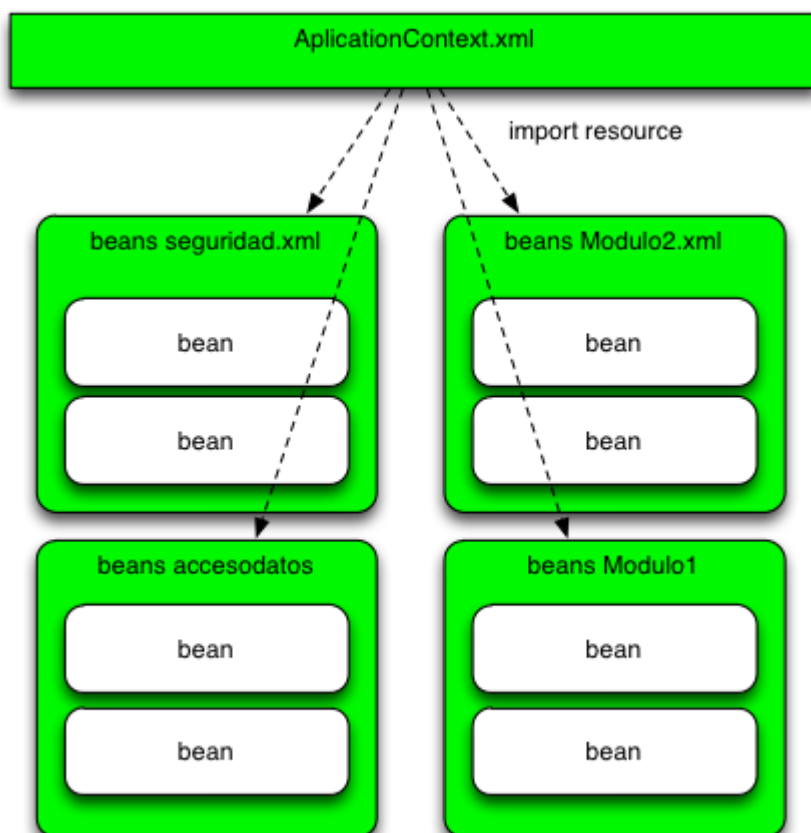 AplicationContext.xml
import resource
beans seguridad.xml
bean
bean
beans Modulo2.xml
bean
bean
beans accesodatos
bean
bean
beans Modulo1
bean
bean